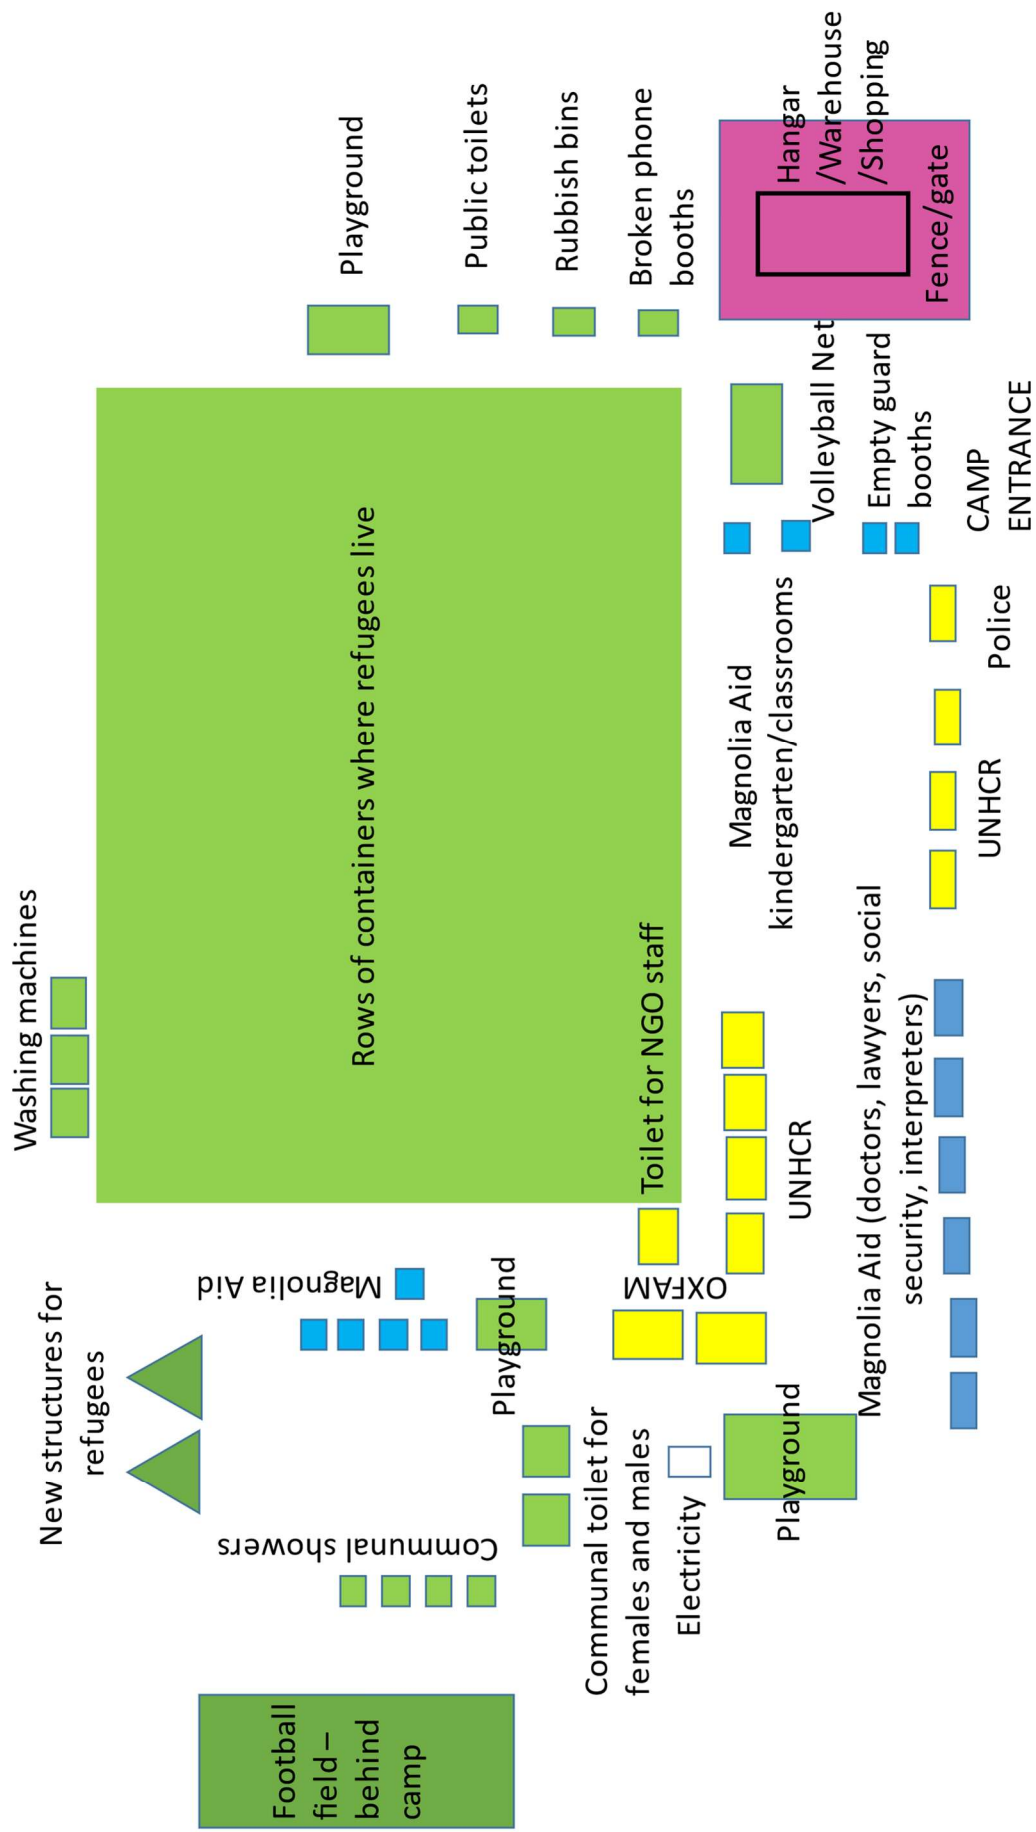 New structures for
refugees
Washing machines
Football
field –
behind
camp
Communal showers
Magnolia Aid
Rows of containers where refugees live
Playground
Playground
Public toilets
Rubbish bins
Broken phone
booths
Communal toilet for
females and males
Electricity
OXFAM
Toilet for NGO staff
Playground
UNHCR
Magnolia Aid
kindergarten/classrooms
Volleyball Net
Empty guard
booths
Hangar
/Warehouse
/Shopping
Fence/gate
Magnolia Aid (doctors, lawyers, social
security, interpreters)
UNHCR
Police
CAMP
ENTRANCE